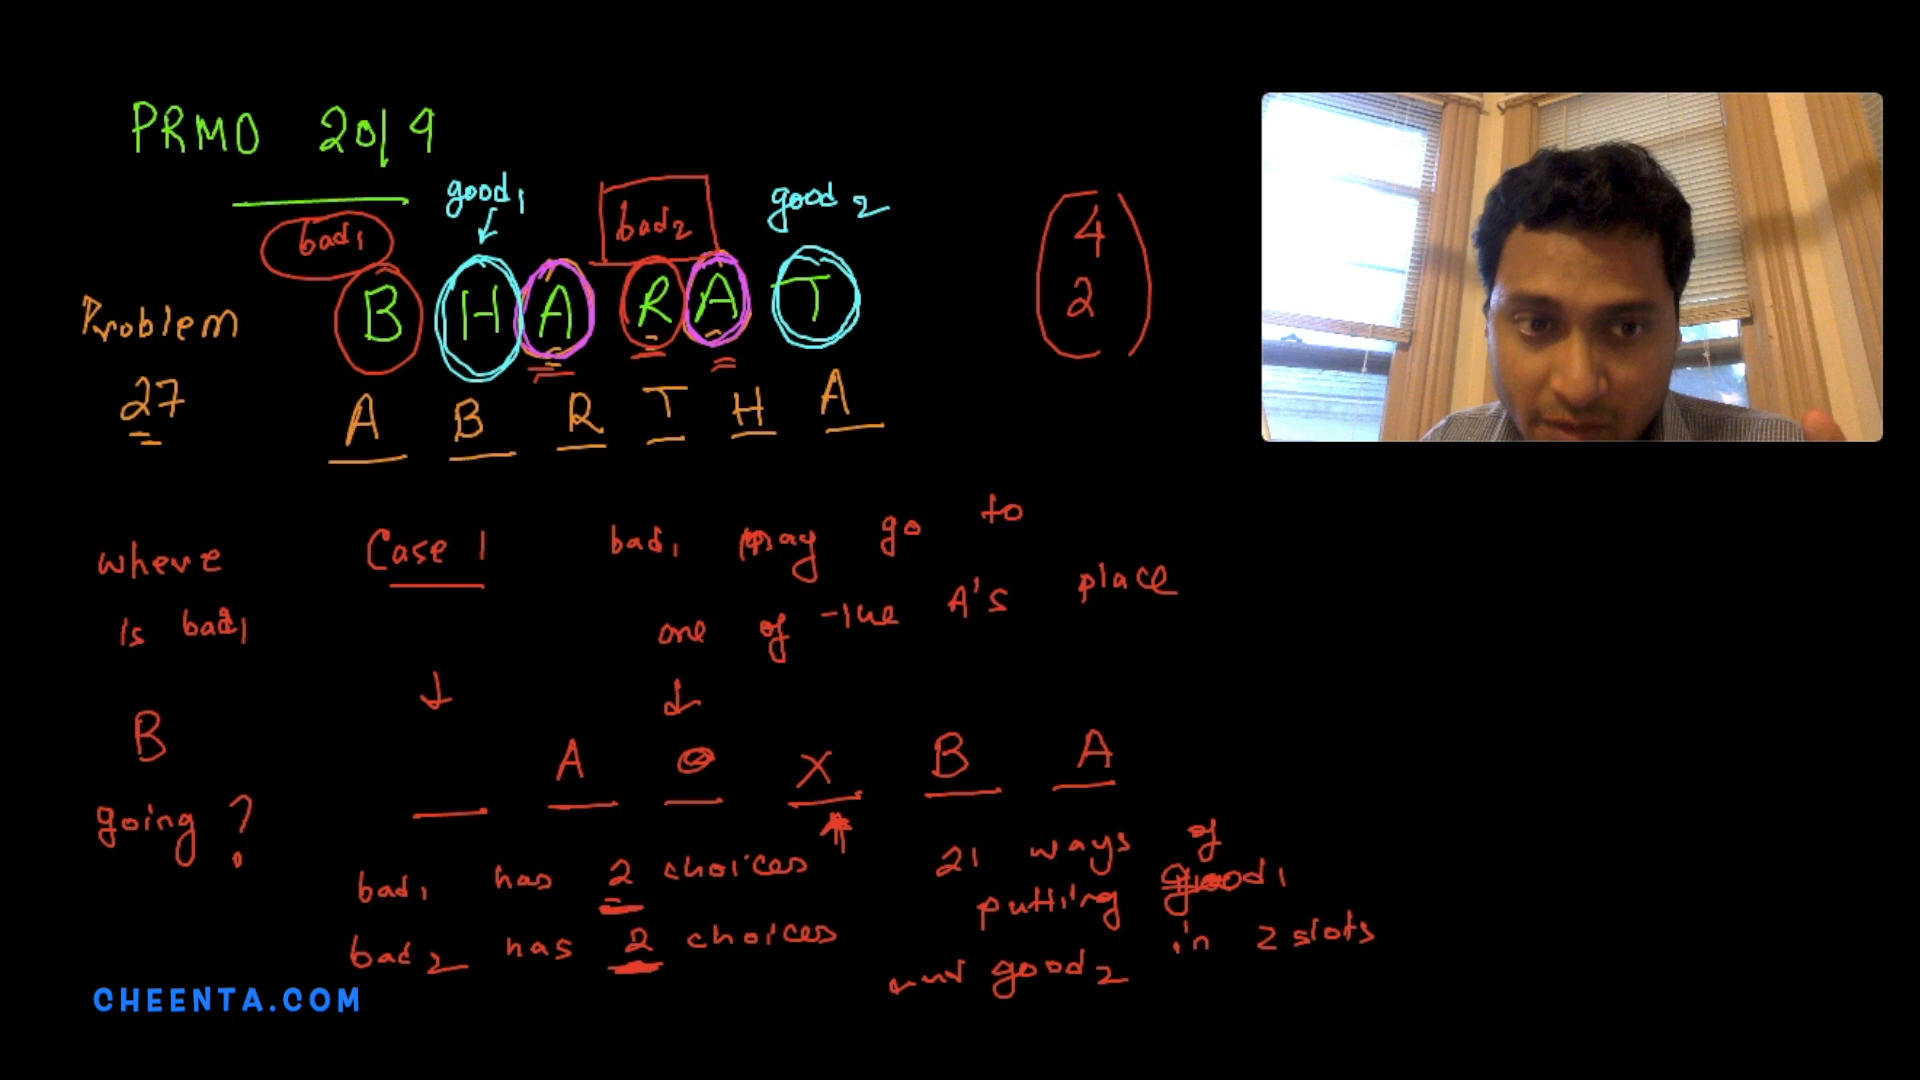 PRMO 2019
good1
bad1
bad2
good2
4
2
B H A R A T
Problem
27
A B R T H A
where
is bad1
B
going?
Case 1 bad1 may go to
one of the A's place
A X B A
bad1 has 2 choices
bad2 has 2 choices
2! ways of
putting good1
and good2 in 2 slots
CHEENTA.COM